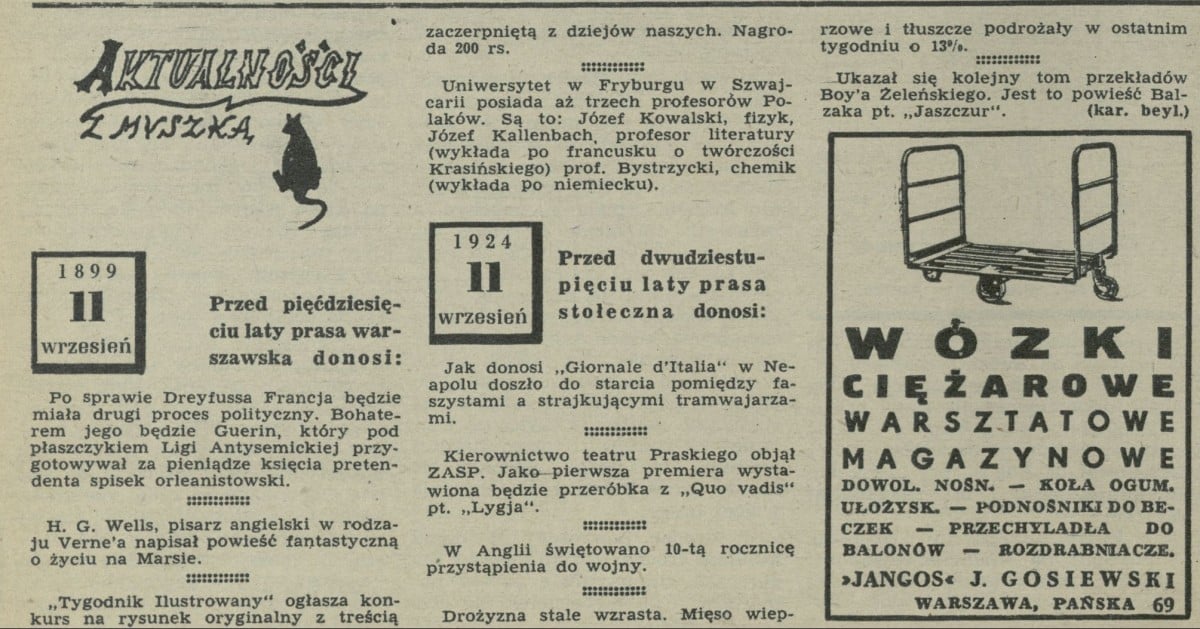 AKTUALNOŚCI
Z MYSZKĄ
1899
11
wrzesień
Przed pięćdziesię-
ciu laty prasa war-
szawska donosi:
Po sprawie Dreyfussa Francja będzie
miała drugi proces polityczny. Bohate-
rem jego będzie Guerin, który pod
płaszczykiem Ligi Antysemickiej przy-
gotowywał za pieniądze księcia preten-
denta spisek orleanistowski.
H. G. Wells, pisarz angielski w rodza-
ju Verne'a napisał powieść fantastyczną
o życiu na Marsie.
„Tygodnik Ilustrowany" ogłasza kon-
kurs na rysunek oryginalny z treścią
zaczerpniętą z dziejów naszych. Nagro-
da 200 rs.
Uniwersytet w Fryburgu w Szwaj-
carii posiada aż trzech profesorów Po-
laków. Są to: Józef Kowalski, fizyk,
Józef Kallenbach, profesor literatury
(wykłada po francusku o twórczości
Krasińskiego) prof. Bystrzycki, chemik
(wykłada po niemiecku).
1924
11
wrzesień
Przed dwudziestu-
pięciu laty prasa
stołeczna donosi:
Jak donosi „Giornale d'Italia" w Ne-
apolu doszło do starcia pomiędzy fa-
szystami a strajkującymi tramwajarza-
mi.
Kierownictwo teatru Praskiego objął
ZASP. Jako pierwsza premiera wysta-
wiona będzie przeróbka z „Quo vadis"
pt. „Lygja".
W Anglii świętowano 10-tą rocznicę
przystąpienia do wojny.
Drożyzna stale wzrasta. Mięso wiep-
rzowe i tłuszcze podrożały w ostatnim
tygodniu o 13%.
Ukazał się kolejny tom przekładów
Boy'a Żeleńskiego. Jest to powieść Bal-
zaka pt. „Jaszczur". (kar. beyl.)
WÓZKI
CIĘŻAROWE
WARSZTATOWE
MAGAZYNOWE
DOWOL. NOŚN. — KOŁA OGUM.
UŁOŻYSK. — PODNOŚNIKI DO BE-
CZEK — PRZECHYLADŁA DO
BALONÓW — ROZDRABNIACZE.
»JANGOS« J. GOSIEWSKI
WARSZAWA, PAŃSKA 69